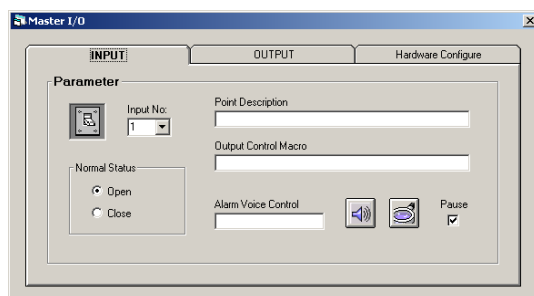 Master I/O
INPUT
OUTPUT
Hardware Configure
Parameter
Input No:
1
Point Description
Output Control Macro
Normal Status
Open
Close
Alarm Voice Control
Pause